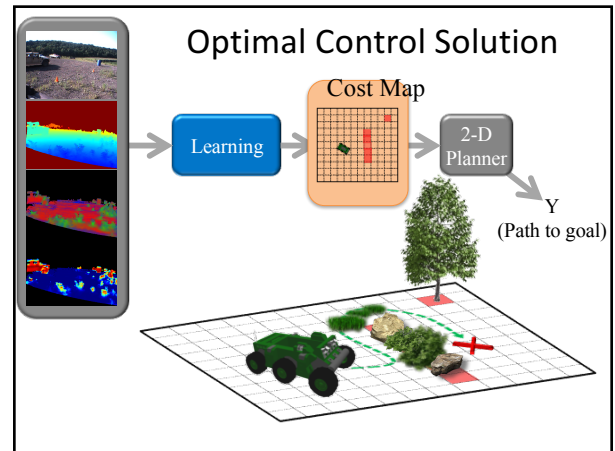 Optimal Control Solution
Cost Map
Learning
2-D
Planner
Y
(Path to goal)